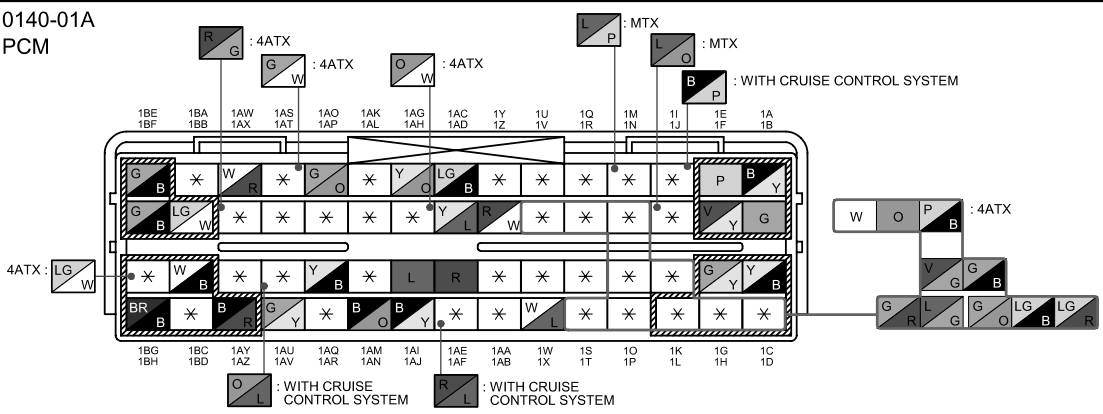 0140-01A
PCM
R G : 4ATX
G W : 4ATX
O W : 4ATX
L P : MTX
L O : MTX
B P : WITH CRUISE CONTROL SYSTEM
1BE 1BA 1AW 1AS 1AO 1AK 1AG 1AC 1Y 1U 1Q 1M 1I 1E 1A
1BF 1BB 1AX 1AT 1AP 1AL 1AH 1AD 1Z 1V 1R 1N 1J 1F 1B
G B * W R * G O * Y O LG B * * * * * P B Y
G B LG W * * * * * Y L R W * V Y G
W O P B : 4ATX
4ATX : LG W
* W B * * Y B L R * * * * * G Y Y B
V G G B
BR B * B R G Y * B O B Y * * W L * * * *
G R L G G O LG B LG R
1BG 1BC 1AY 1AU 1AQ 1AM 1AI 1AE 1AA 1W 1S 1O 1K 1G 1C
1BH 1BD 1AZ 1AV 1AR 1AN 1AJ 1AF 1AB 1X 1T 1P 1L 1H 1D
O L : WITH CRUISE
CONTROL SYSTEM
R L : WITH CRUISE
CONTROL SYSTEM